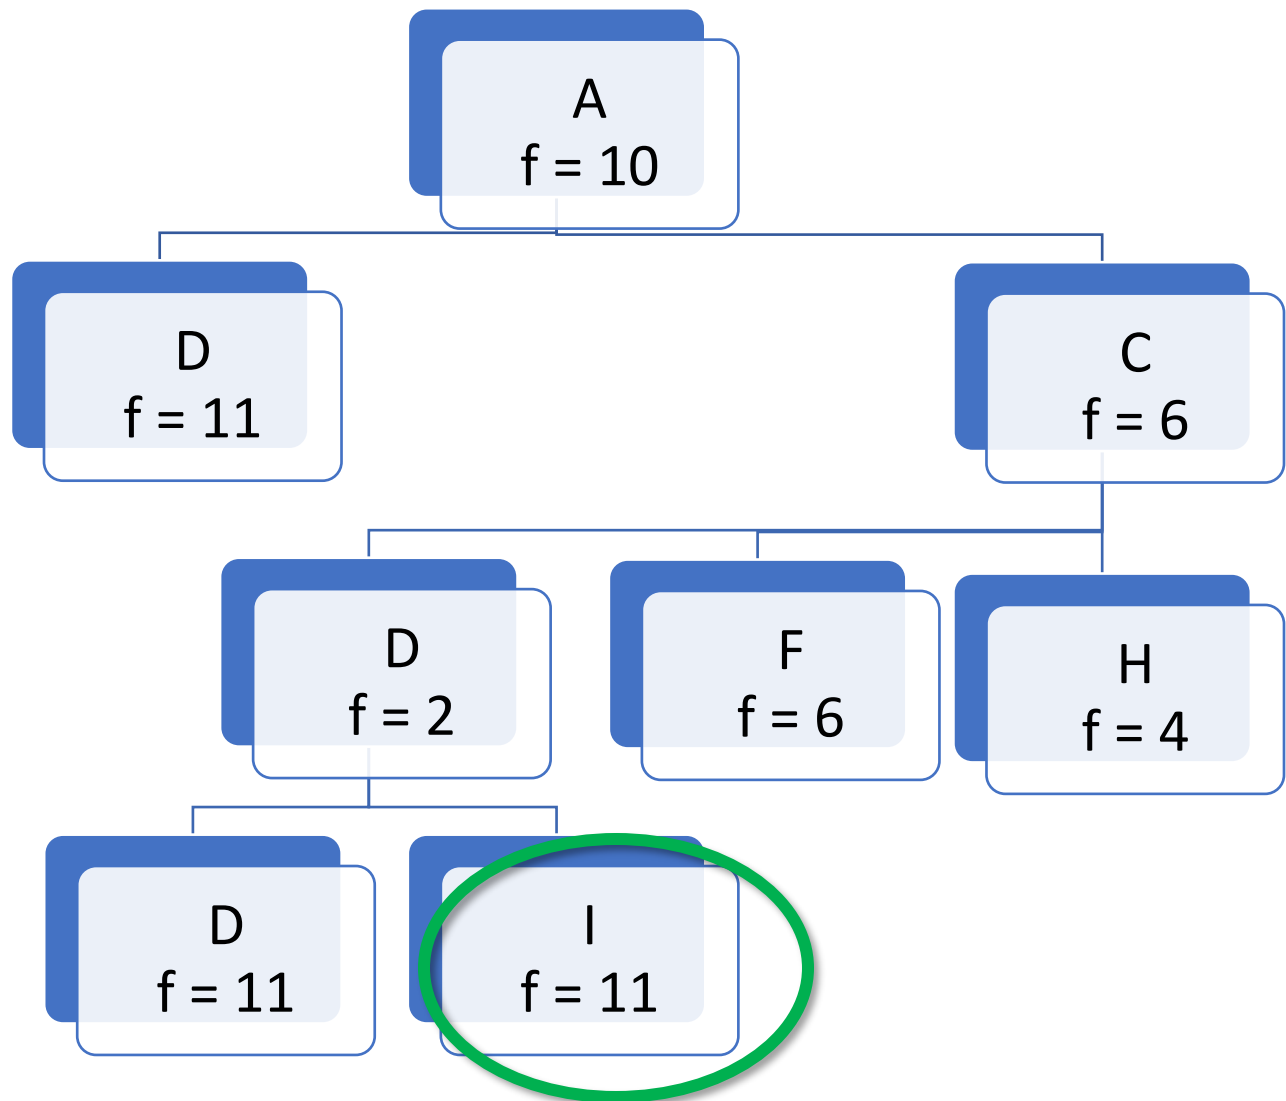 A
f = 10
D
f = 11
C
f = 6
D
f = 2
F
f = 6
H
f = 4
D
f = 11
I
f = 11